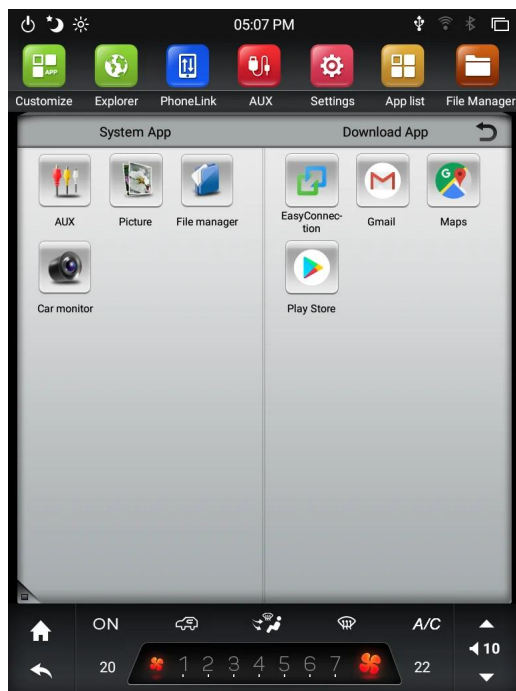 05:07 PM
APP
Customize
Explorer
PhoneLink
AUX
Settings
App list
File Manager
System App
Download App
AUX
Picture
File manager
EasyConnec-
tion
Gmail
Maps
G
Car monitor
Play Store
ON
A/C
10
20
1 2 3 4 5 6 7
22